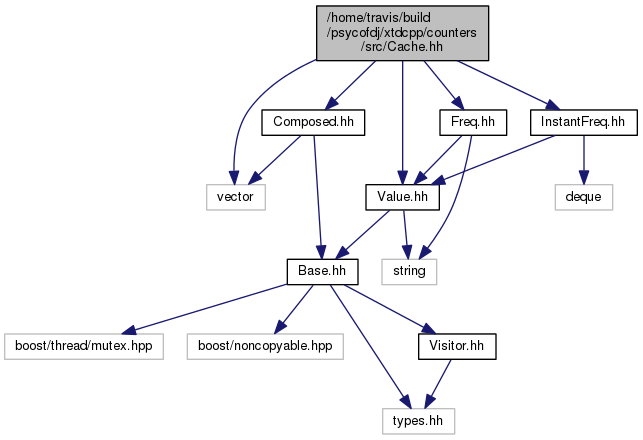 /home/travis/build
/psycofdj/xtdcpp/counters
/src/Cache.hh
Composed.hh
Freq.hh
InstantFreq.hh
vector
Value.hh
deque
Base.hh
string
boost/thread/mutex.hpp
boost/noncopyable.hpp
Visitor.hh
types.hh